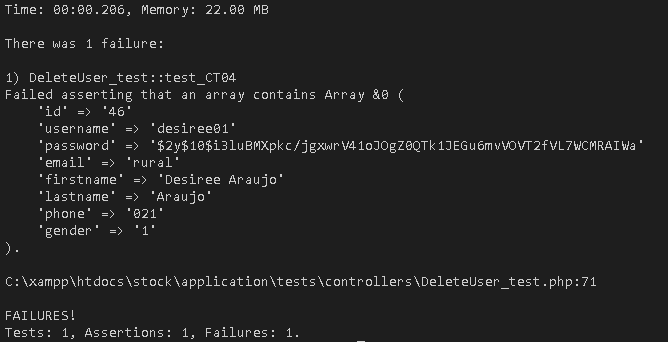 Time: 00:00.206, Memory: 22.00 MB
There was 1 failure:
1) DeleteUser_test::test_CT04
Failed asserting that an array contains Array &0 (
'id' => '46'
'username' => 'desiree01'
'password' => '$2y$10$i3luBMXpkc/jgxwrV41oJOgZ0QTk1JEGu6mvVOVT2fVL7WCMRAIWa'
'email' => 'rural'
'firstname' => 'Desiree Araujo'
'lastname' => 'Araujo'
'phone' => '021'
'gender' => '1'
).
C:\xampp\htdocs\stock\application\tests\controllers\DeleteUser_test.php:71
FAILURES!
Tests: 1, Assertions: 1, Failures: 1.